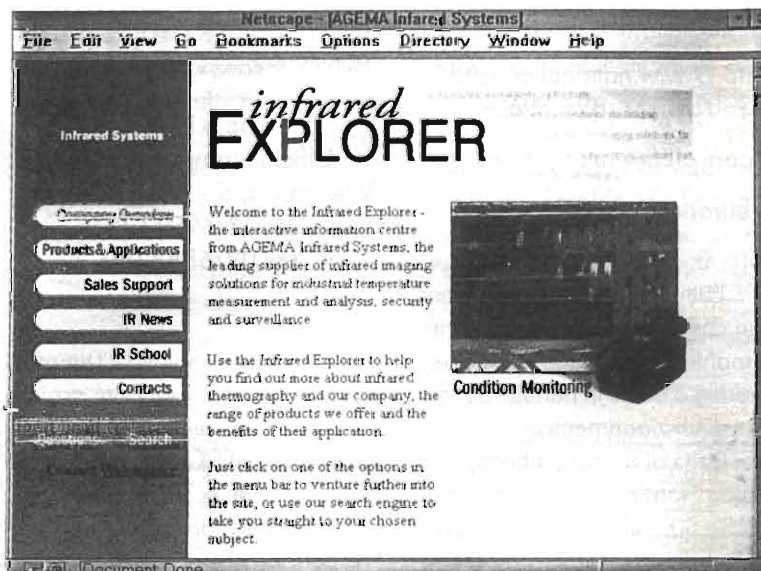 Netscape - [AGEMA Infared Systems]
File Edit View Go Bookmarks Options Directory Window Help
Infrared Systems
Company Overview
Products & Applications
Sales Support
IR News
IR School
Contacts
Questions Search
infrared
EXPLORER
Welcome to the Infrared Explorer -
the interactive information centre
from AGEMA Infrared Systems, the
leading supplier of infrared imaging
solutions for industrial temperature
measurement and analysis, security
and surveillance
Use the Infrared Explorer to help
you find out more about infrared
thermography and our company, the
range of products we offer and the
benefits of their application.
Just click on one of the options in
the menu bar to venture further into
the site, or use our search engine to
take you straight to your chosen
subject.
Condition Monitoring
Document Done